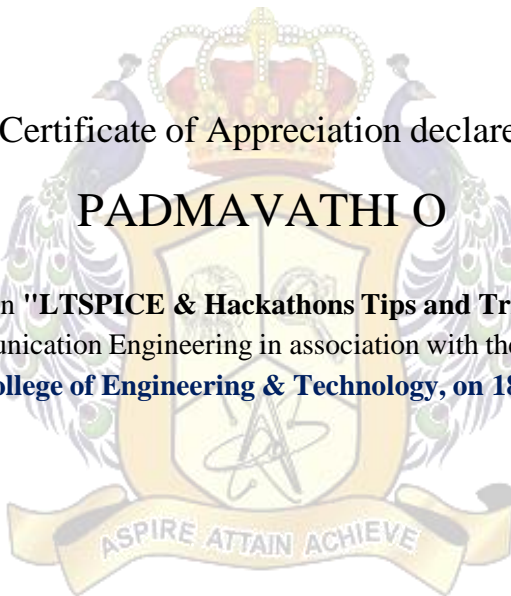 Certificate of Appreciation declare
PADMAVATHI O
n "LTSPICE & Hackathons Tips and Tr
unication Engineering in association with the
ollege of Engineering & Technology, on 18
ASPIRE ATTAIN ACHIEVE